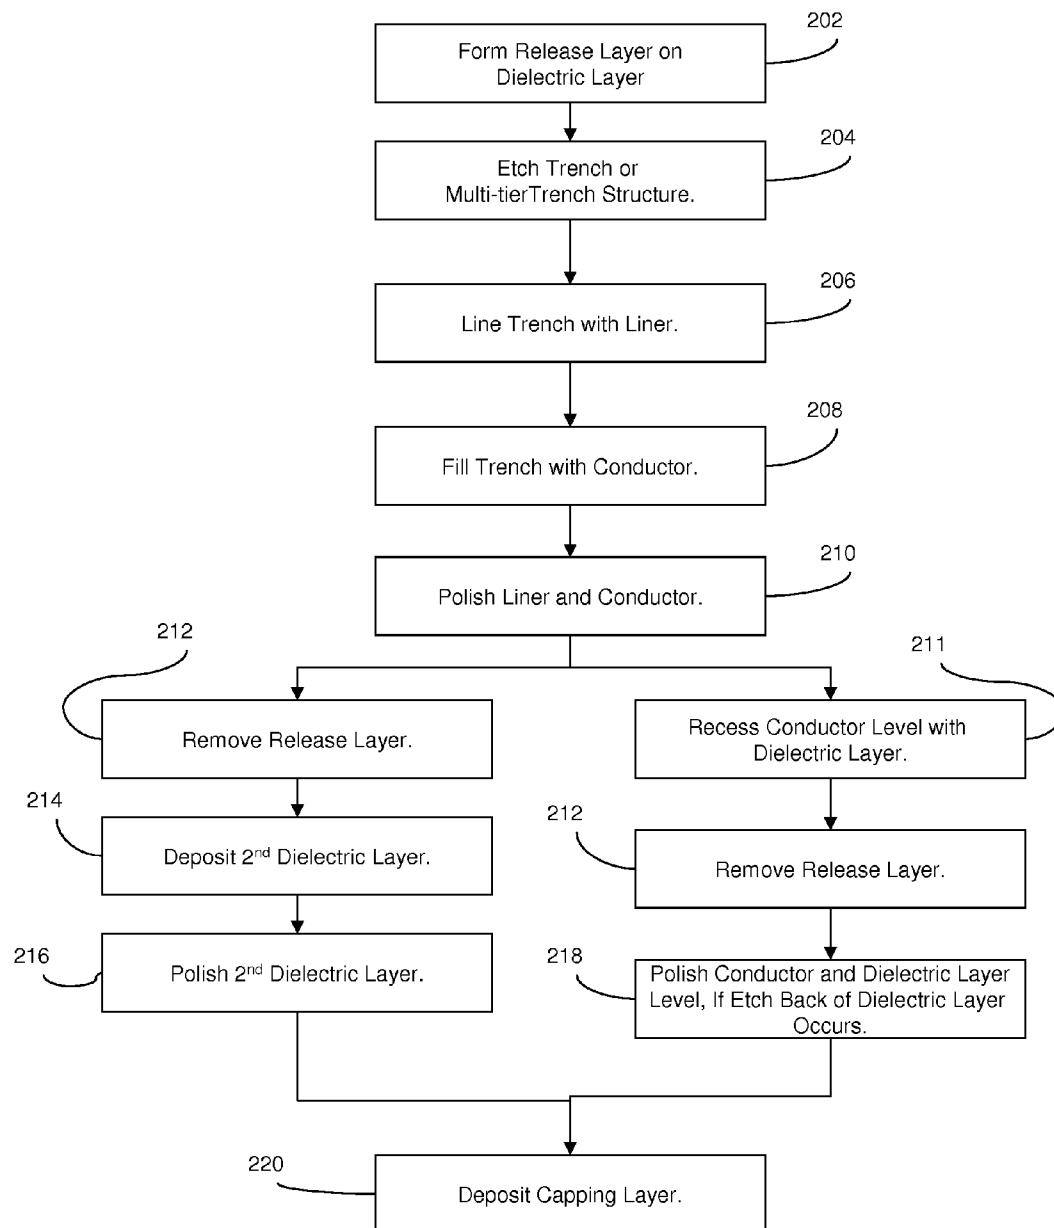 202
Form Release Layer on
Dielectric Layer
204
Etch Trench or
Multi-tierTrench Structure.
206
Line Trench with Liner.
208
Fill Trench with Conductor.
210
Polish Liner and Conductor.
212
Remove Release Layer.
214
Deposit 2nd Dielectric Layer.
216
Polish 2nd Dielectric Layer.
211
Recess Conductor Level with
Dielectric Layer.
212
Remove Release Layer.
218
Polish Conductor and Dielectric Layer
Level, If Etch Back of Dielectric Layer
Occurs.
220
Deposit Capping Layer.